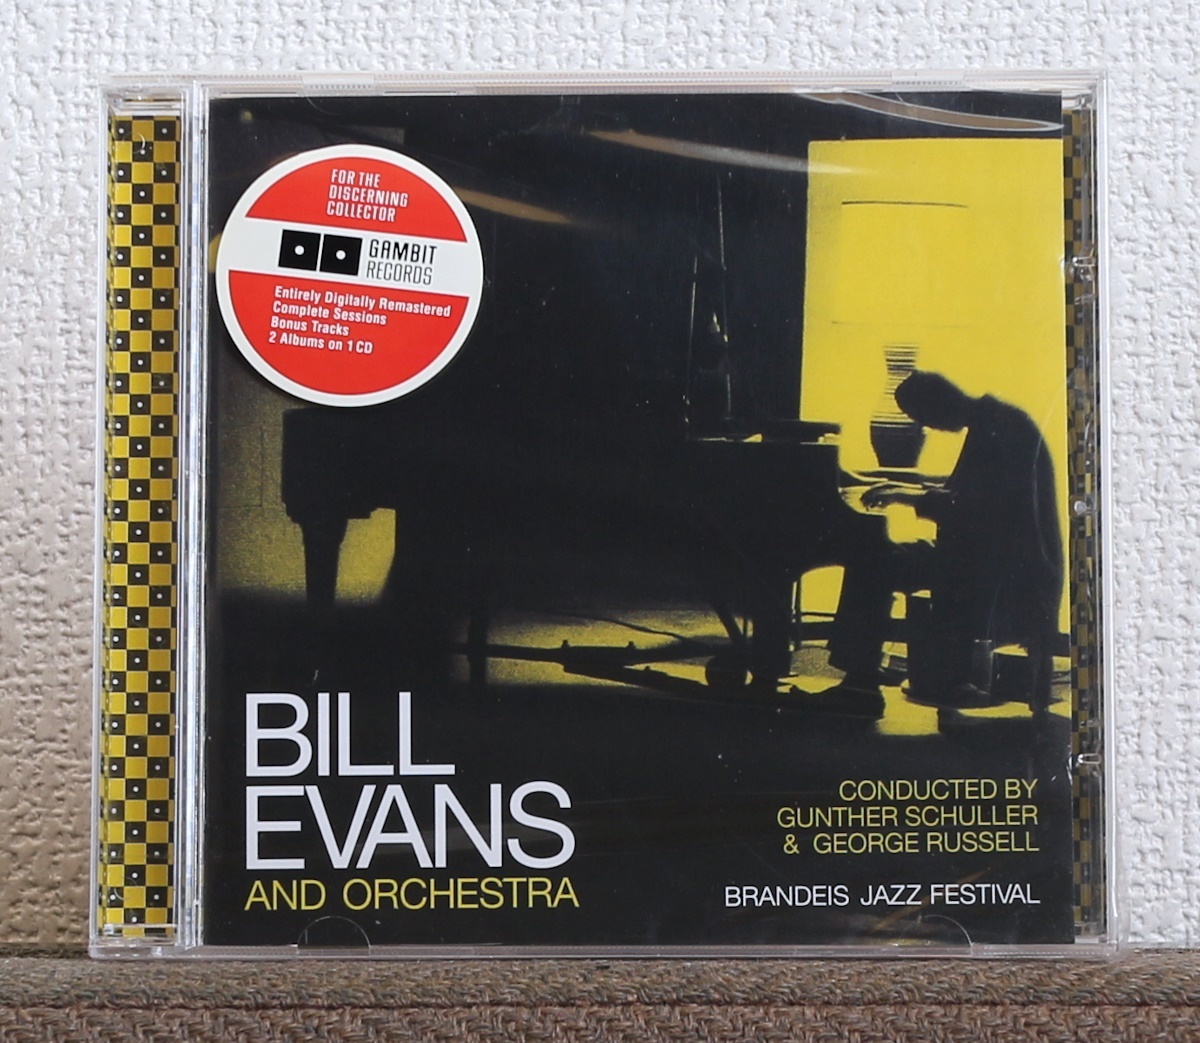 FOR THE
DISCERNING
COLLECTOR
GAMBIT
RECORDS
Entirely Digitally Remastered
Complete Sessions
Bonus Tracks
2 Albums on 1 CD
BILL
EVANS
AND ORCHESTRA
CONDUCTED BY
GUNTHER SCHULLER
& GEORGE RUSSELL
BRANDEIS JAZZ FESTIVAL